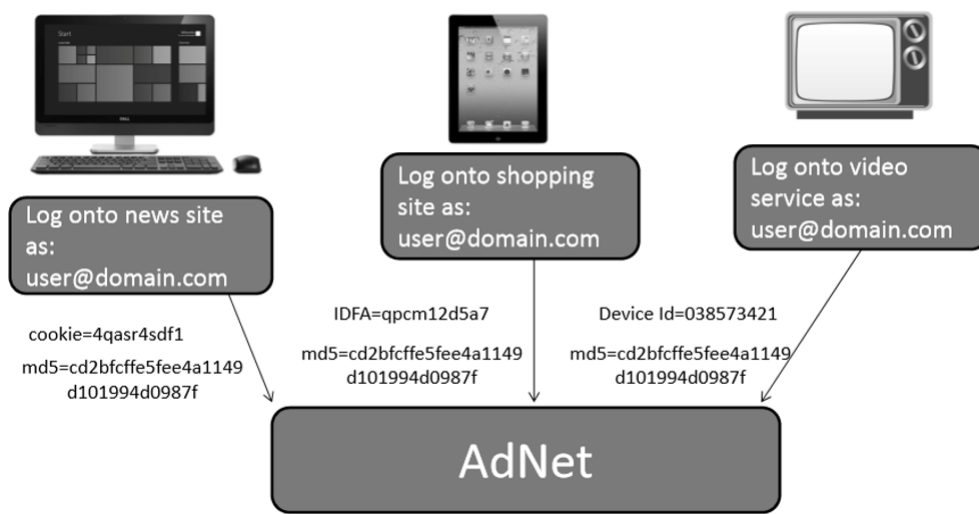 Start
DELL
Log onto news site
as:
user@domain.com
Log onto shopping
site as:
user@domain.com
Log onto video
service as:
user@domain.com
cookie=4qasr4sdf1
md5=cd2bfcffe5fee4a1149
d101994d0987f
IDFA=qpcm12d5a7
md5=cd2bfcffe5fee4a1149
d101994d0987f
Device Id=038573421
md5=cd2bfcffe5fee4a1149
d101994d0987f
AdNet